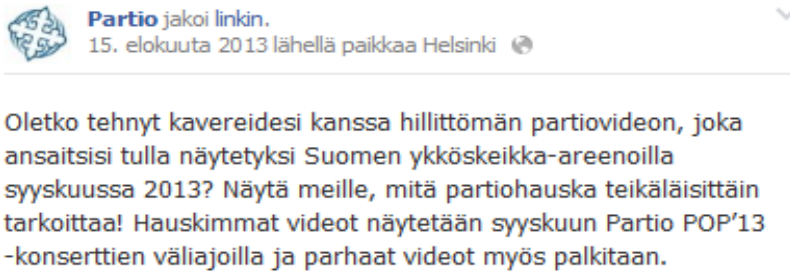 Partio jakoi linkin.
15. elokuuta 2013 lähellä paikkaa Helsinki
Oletko tehnyt kavereidesi kanssa hillittömän partiovideon, joka
ansaitsisi tulla näytetyksi Suomen ykköskeikka-areenoilla
syyskuussa 2013? Näytä meille, mitä partiohauska teikäläisittäin
tarkoittaa! Hauskimmat videot näytetään syyskuun Partio POP’13
-konserttien väliajoilla ja parhaat videot myös palkitaan.